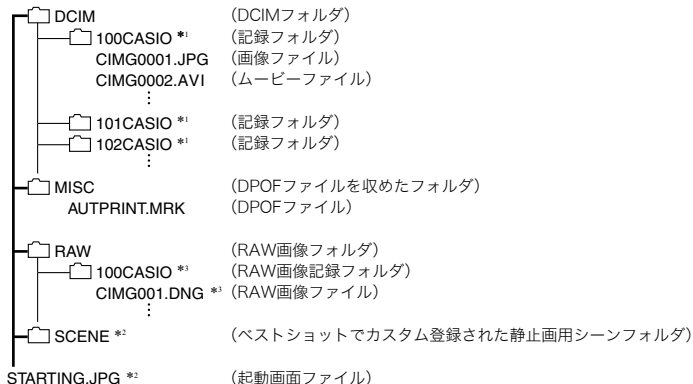 DCIM （DCIMフォルダ）
100CASIO *1 （記録フォルダ）
CIMG0001.JPG （画像ファイル）
CIMG0002.AVI （ムービーファイル）
⋮
101CASIO *1 （記録フォルダ）
102CASIO *1 （記録フォルダ）
⋮
MISC （DPOFファイルを収めたフォルダ）
AUTPRINT.MRK （DPOFファイル）
RAW （RAW画像フォルダ）
100CASIO *3 （RAW画像記録フォルダ）
CIMG001.DNG *3 （RAW画像ファイル）
⋮
SCENE *2 （ベストショットでカスタム登録された静止画用シーンフォルダ）
STARTING.JPG *2 （起動画面ファイル）